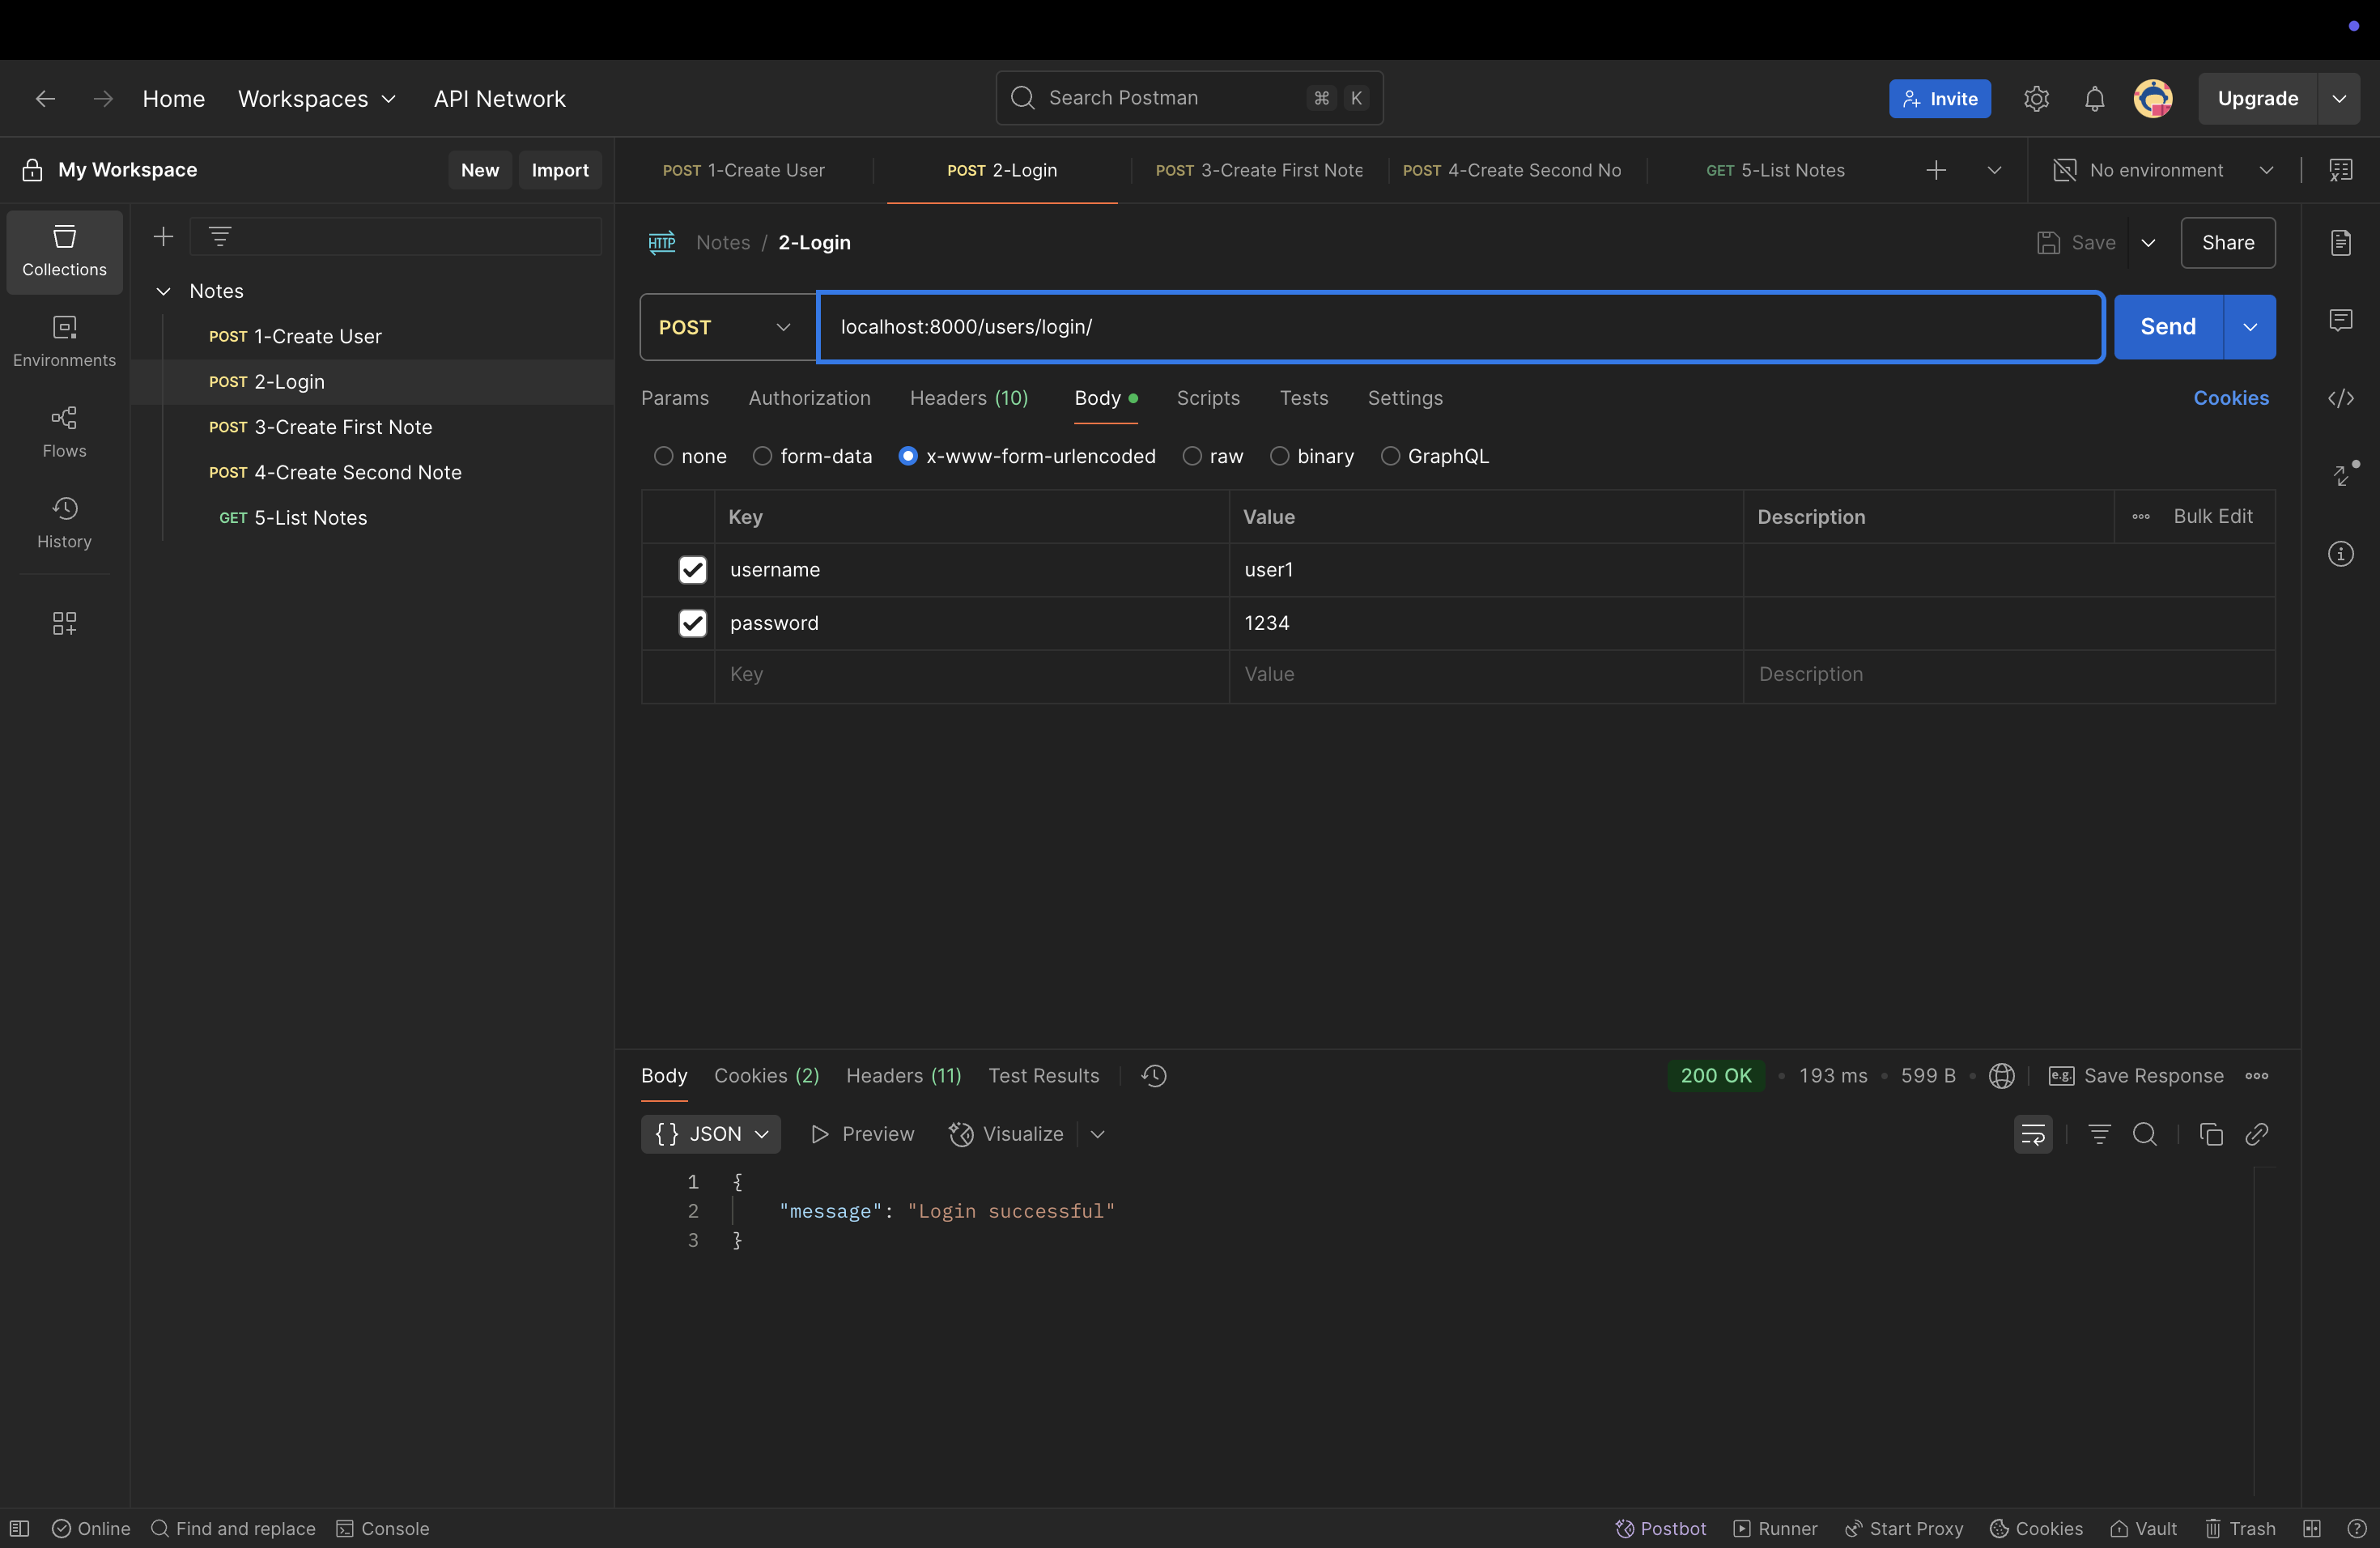 Home Workspaces API Network Search Postman ⌘ K Invite Upgrade
My Workspace New Import POST 1-Create User POST 2-Login POST 3-Create First Note POST 4-Create Second No GET 5-List Notes No environment
Collections
Environments
Flows
History
Notes
POST 1-Create User
POST 2-Login
POST 3-Create First Note
POST 4-Create Second Note
GET 5-List Notes
HTTP Notes / 2-Login Save Share
POST localhost:8000/users/login/ Send
Params Authorization Headers (10) Body Scripts Tests Settings Cookies
none form-data x-www-form-urlencoded raw binary GraphQL
Key Value Description Bulk Edit
username user1
password 1234
Key Value Description
Body Cookies (2) Headers (11) Test Results 200 OK • 193 ms • 599 B • e.g. Save Response
{ } JSON Preview Visualize
1 {
2 "message": "Login successful"
3 }
Online Find and replace Console Postbot Runner Start Proxy Cookies Vault Trash